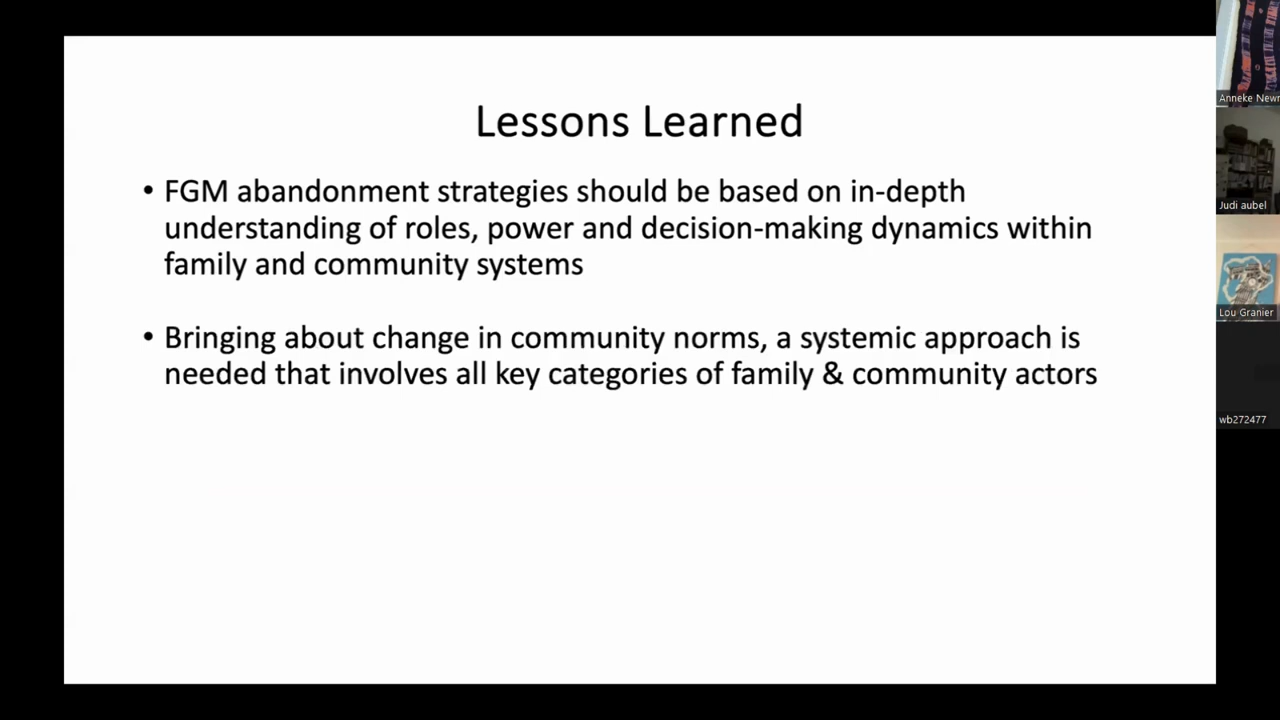 Lessons Learned
• FGM abandonment strategies should be based on in-depth
understanding of roles, power and decision-making dynamics within
family and community systems
• Bringing about change in community norms, a systemic approach is
needed that involves all key categories of family & community actors
Anneke Newr
Judi aubel
Lou Granier
wb272477